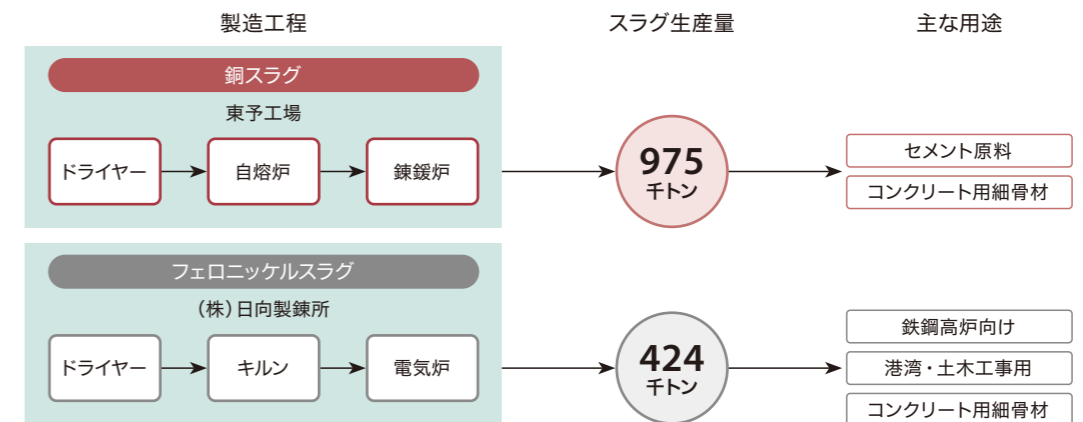 製造工程
スラグ生産量
主な用途
銅スラグ
東予工場
ドライヤー
自熔炉
錬鍰炉
975
千トン
セメント原料
コンクリート用細骨材
フェロニッケルスラグ
(株)日向製錬所
ドライヤー
キルン
電気炉
424
千トン
鉄鋼高炉向け
港湾・土木工事用
コンクリート用細骨材